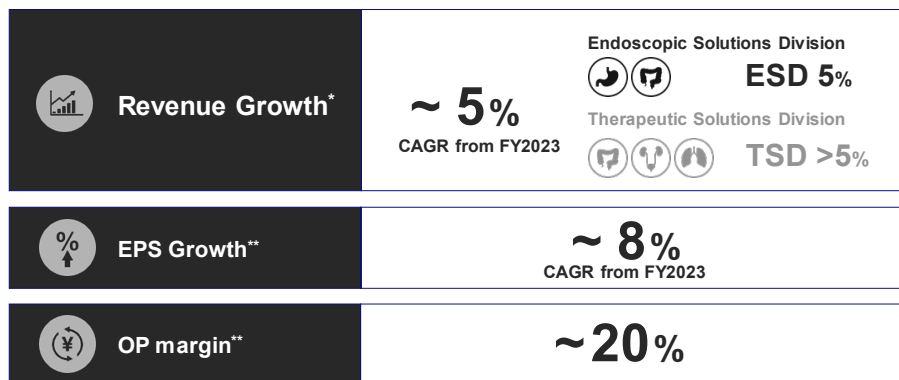 Revenue Growth*
~ 5%
CAGR from FY2023
Endoscopic Solutions Division
ESD 5%
Therapeutic Solutions Division
TSD >5%
%
EPS Growth**
~ 8%
CAGR from FY2023
¥
OP margin**
~20%